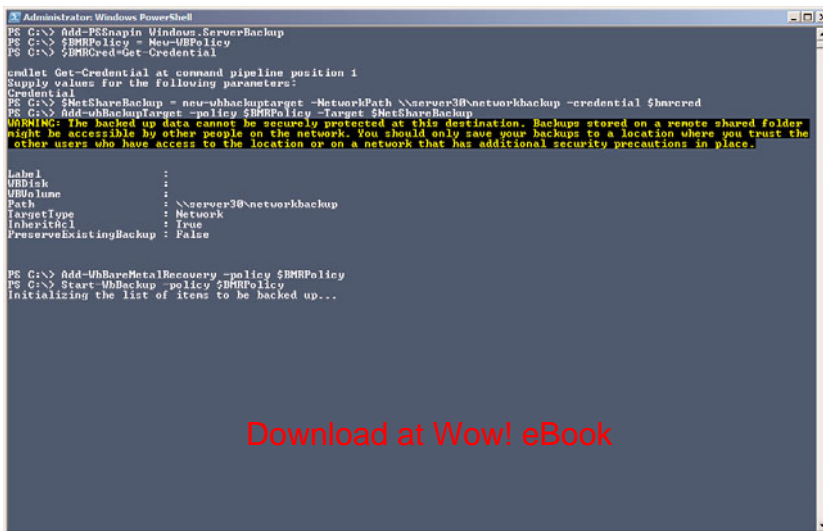 Administrator: Windows PowerShell
PS C:\> Add-PSSnapin Windows.ServerBackup
PS C:\> $BMRPolicy = New-WBPolicy
PS C:\> $BMRCred=Get-Credential
cmdlet Get-Credential at command pipeline position 1
Supply values for the following parameters:
Credential
PS C:\> $NetShareBackup = new-wbbackuptarget -NetworkPath \\server30\networkbackup -credential $bmrcred
PS C:\> Add-wbBackupTarget -policy $BMRPolicy -Target $NetShareBackup
WARNING: The backed up data cannot be securely protected at this destination. Backups stored on a remote shared folder
might be accessible by other people on the network. You should only save your backups to a location where you trust the
other users who have access to the location or on a network that has additional security precautions in place.
Label :
WBDisk :
WBVolume :
Path : \\server30\networkbackup
TargetType : Network
InheritAcl : True
PreserveExistingBackup : False
PS C:\> Add-WbBareMetalRecovery -policy $BMRPolicy
PS C:\> Start-WbBackup -policy $BMRPolicy
Initializing the list of items to be backed up...
Download at Wow! eBook